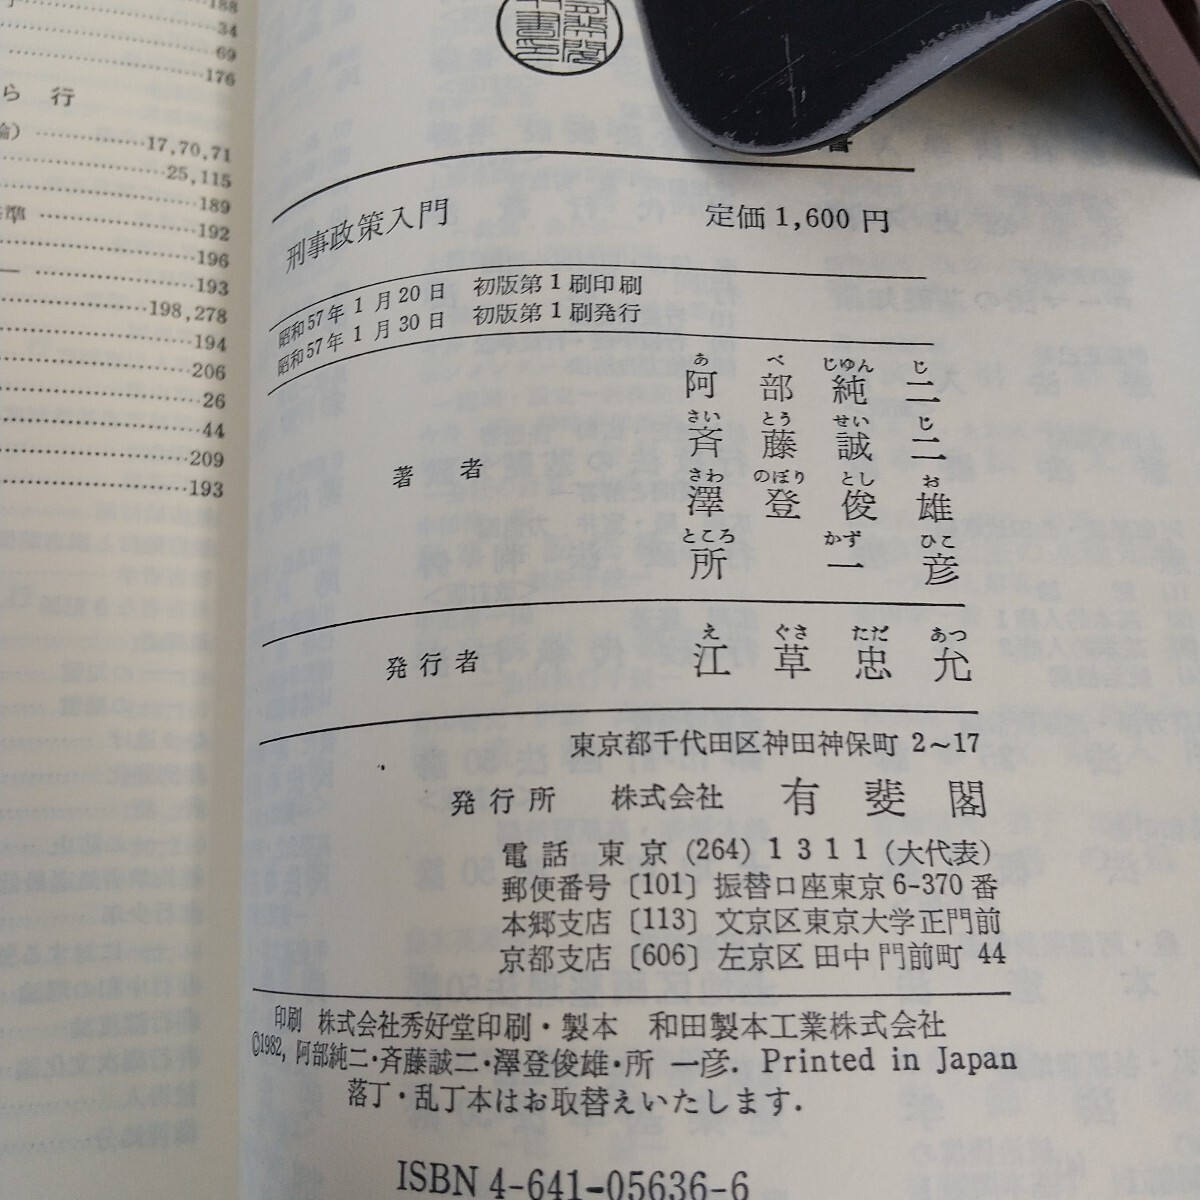 188
34
69
176
ら 行
17,70,71
25,115
189
192
196
193
198,278
194
206
26
44
209
193
刑事政策入門 定価 1,600 円
昭和57年 1 月 20 日 初版第 1 刷印刷
昭和57年 1 月 30 日 初版第 1 刷発行
あ べ じゅん じ
阿 部 純 二
さい とう せい じ
斉 藤 誠 二
著 者
さわ のぼり とし お
澤 登 俊 雄
ところ かず ひこ
所 一 彦
え ぐさ ただ あつ
発行者 江 草 忠 允
東京都千代田区神田神保町 2~17
発行所 株式会社 有 斐 閣
電話 東京 (264) 1311 (大代表)
郵便番号〔101〕振替口座東京 6-370 番
本郷支店〔113〕文京区東京大学正門前
京都支店〔606〕左京区 田中 門前町 44
印刷 株式会社秀好堂印刷・製本 和田製本工業株式会社
©1982, 阿部純二・斉藤誠二・澤登俊雄・所 一彦. Printed in Japan
落丁・乱丁本はお取替えいたします.
ISBN 4-641-05636-6